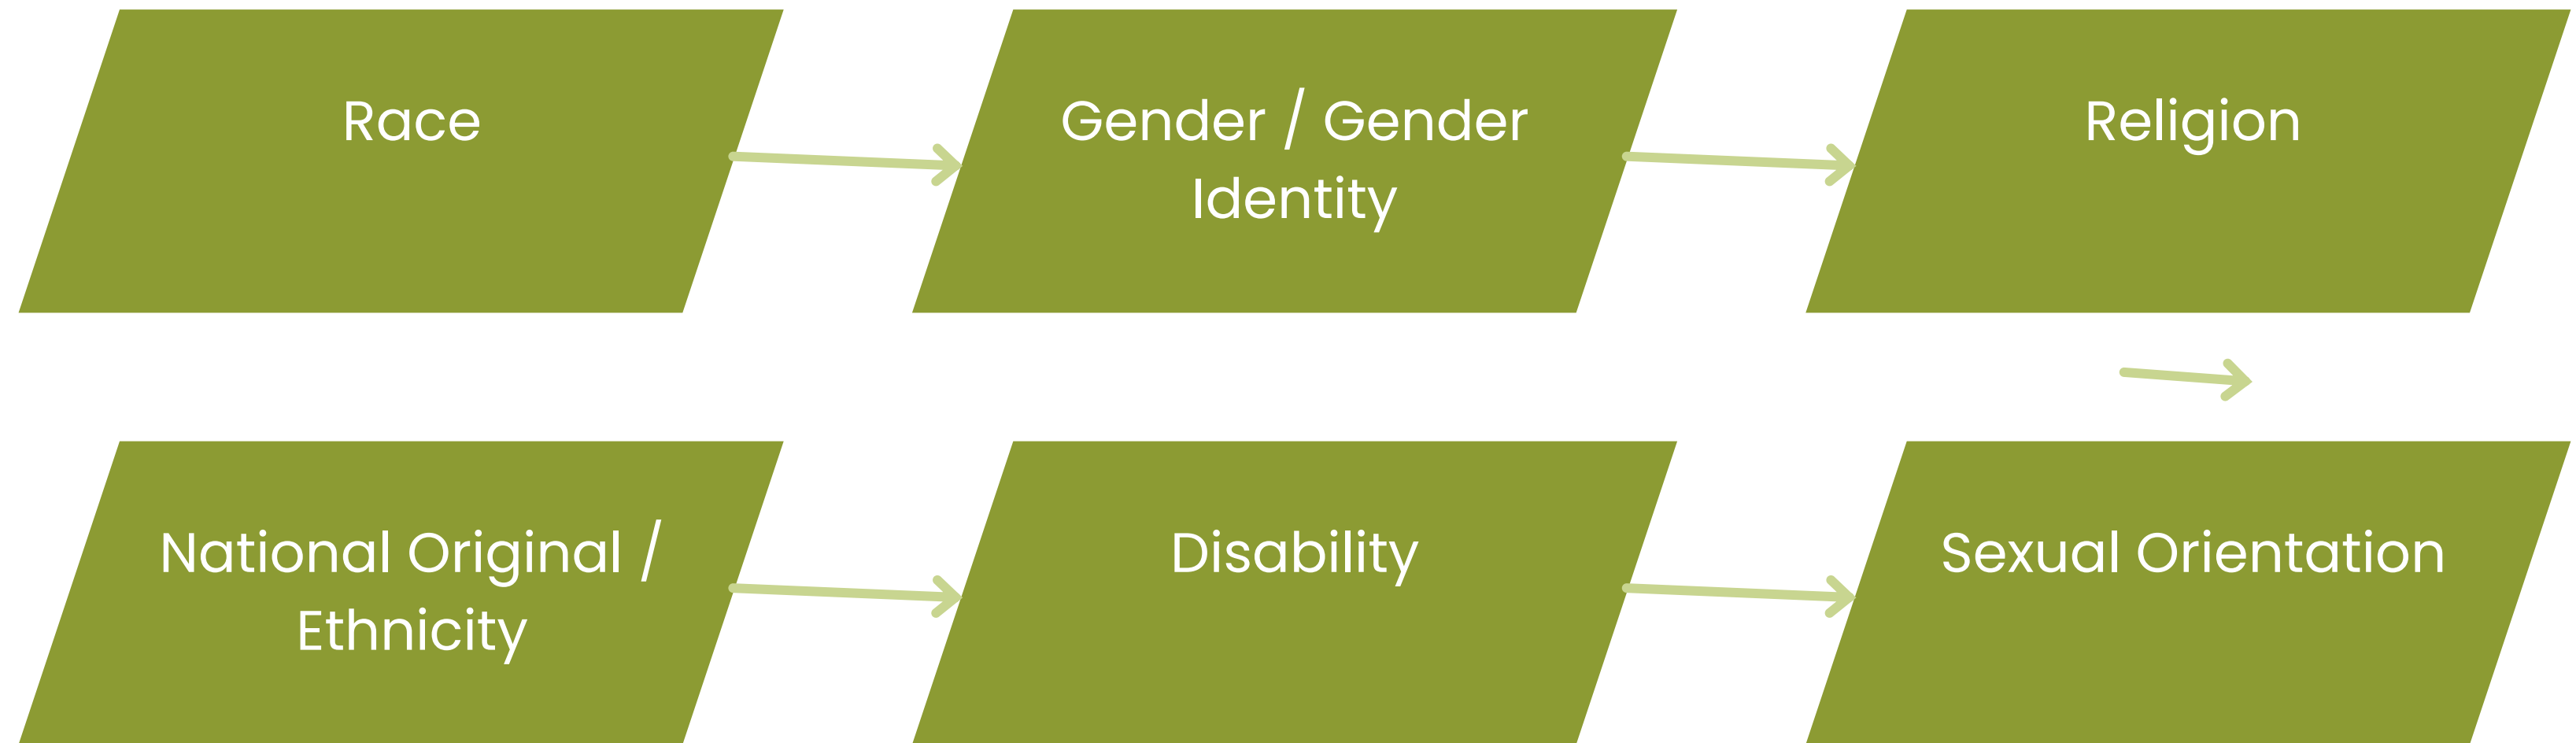 Race
Gender / Gender
Identity
Religion
National Original /
Ethnicity
Disability
Sexual Orientation